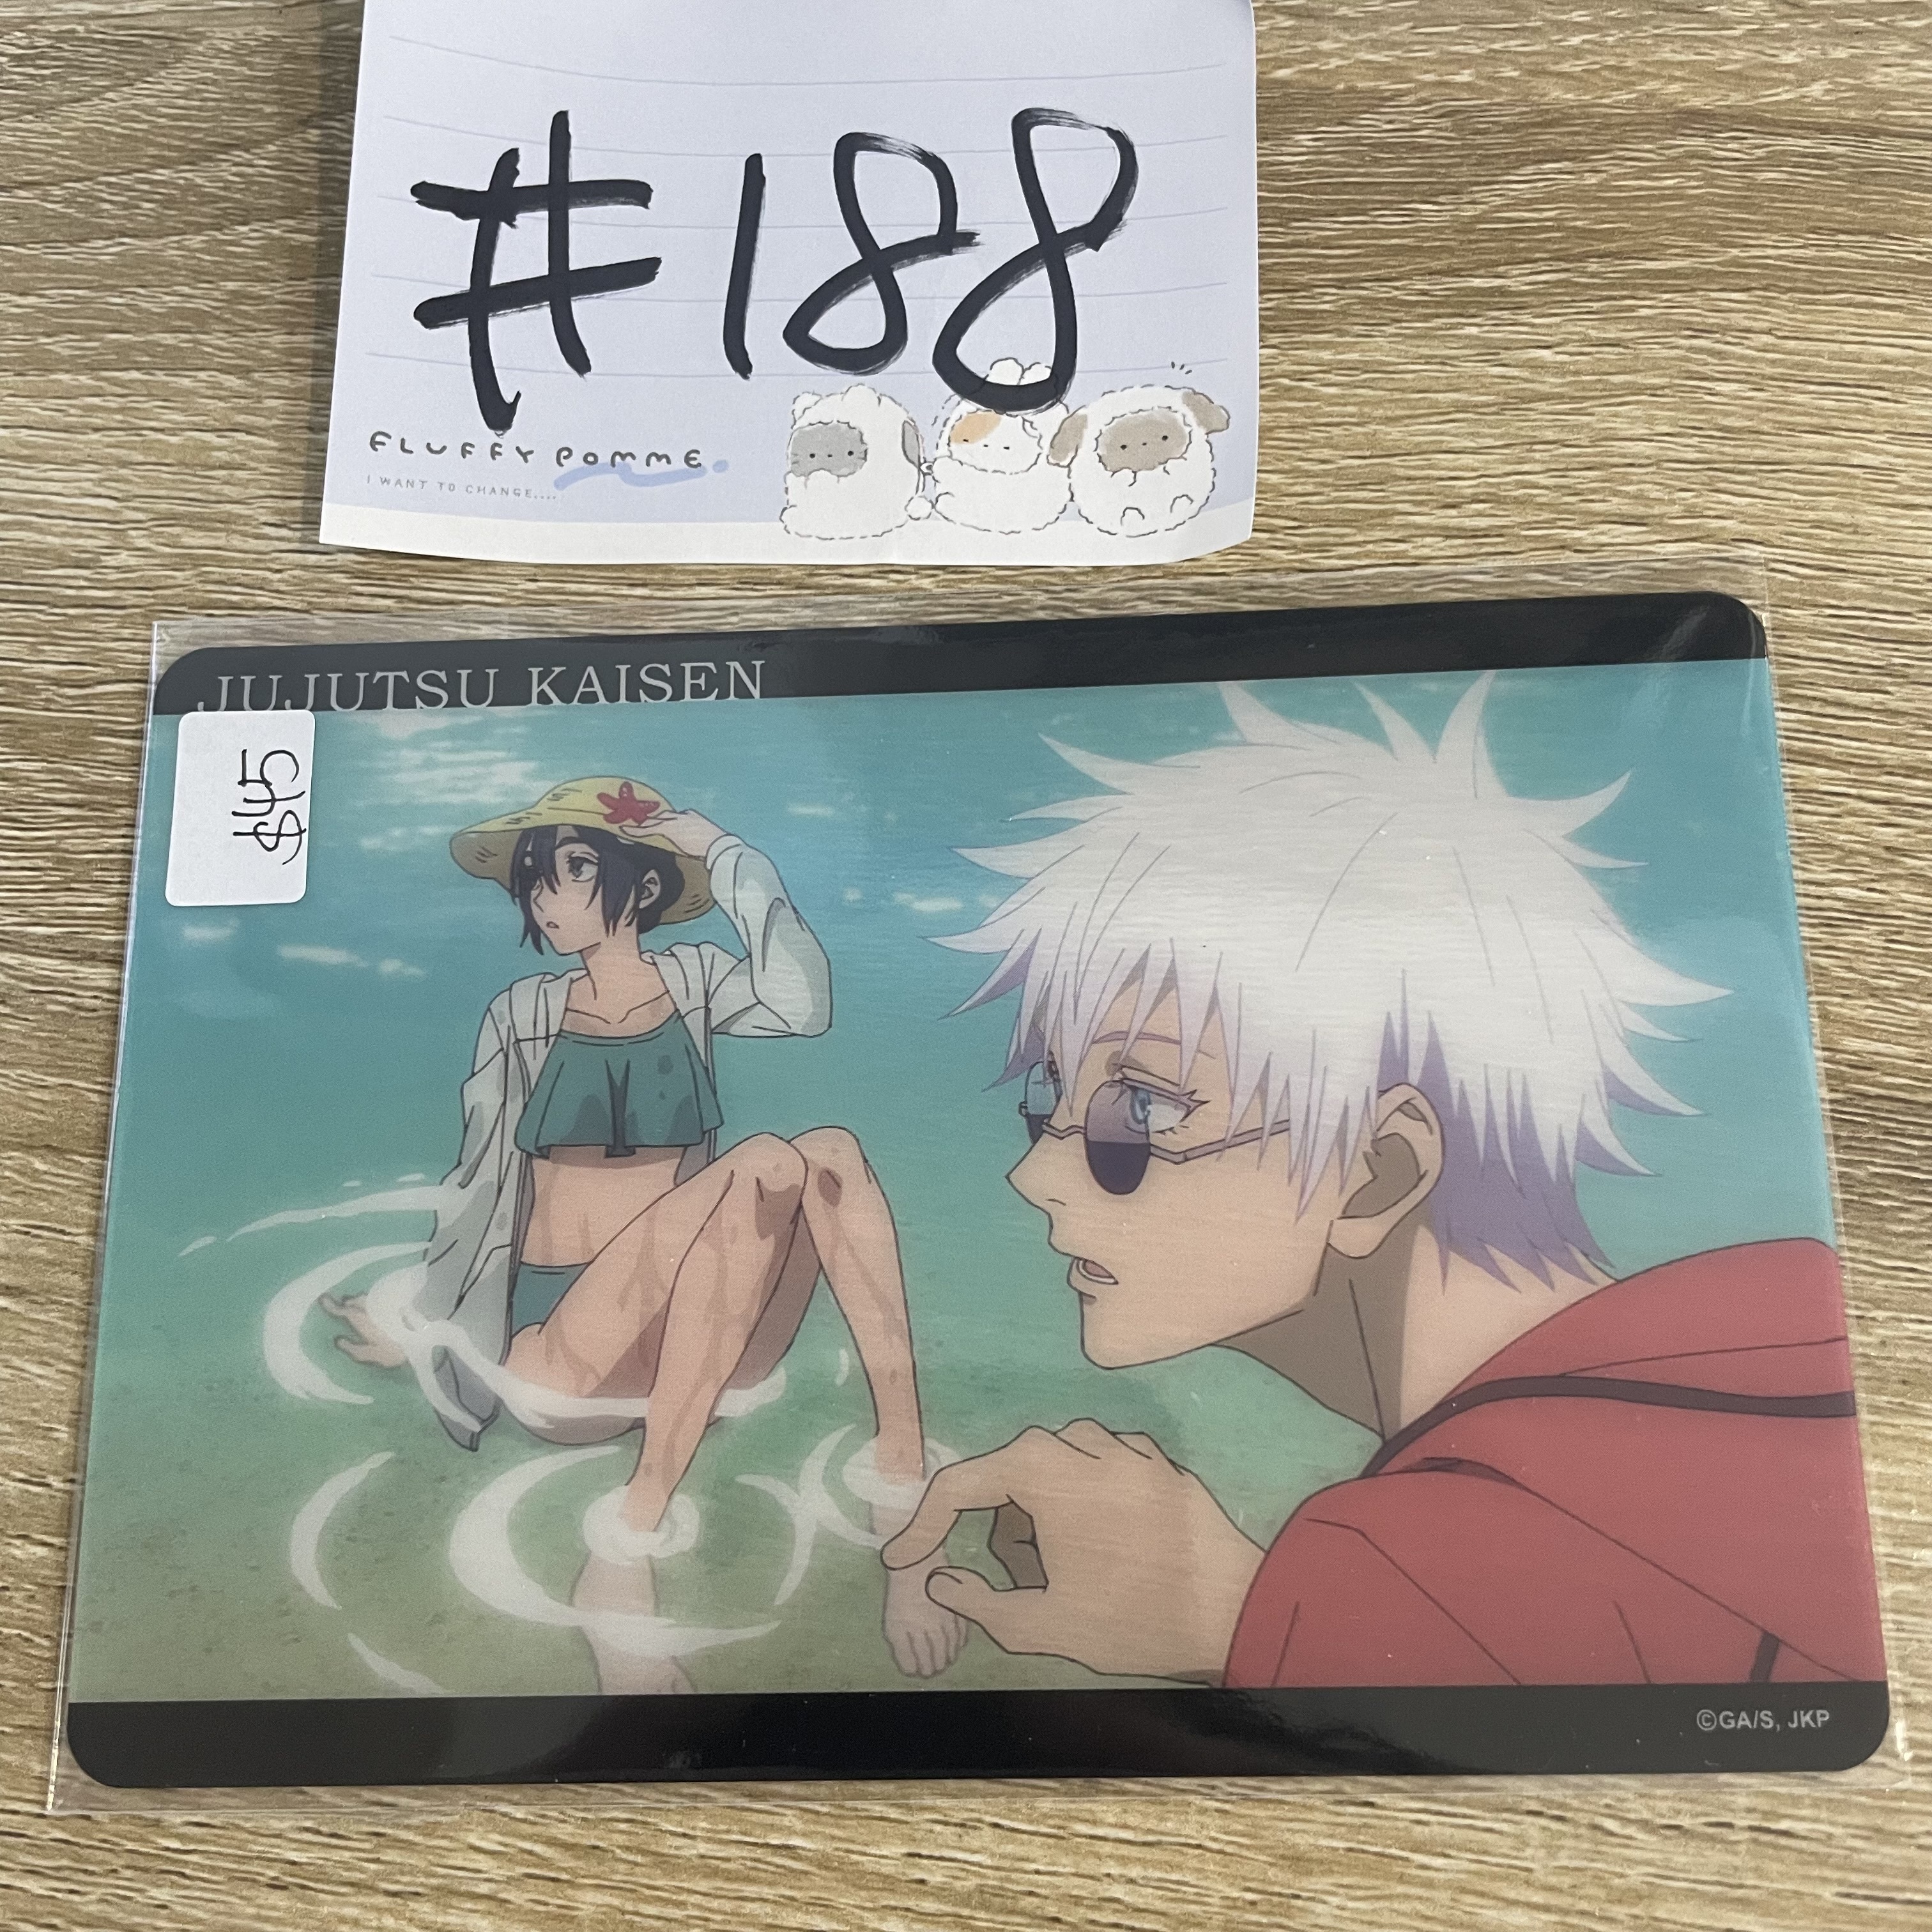 #188
FLUFFY POMME
I WANT TO CHANGE....
JUJUTSU KAISEN
$45
©GA/S, JKP